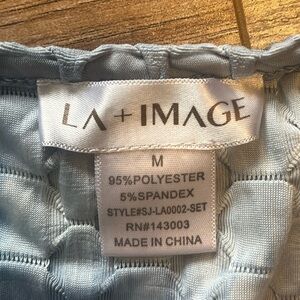 LA + IMAGE
M
95%POLYESTER
5%SPANDEX
STYLE#SJ-LA0002-SET
RN#143003
MADE IN CHINA